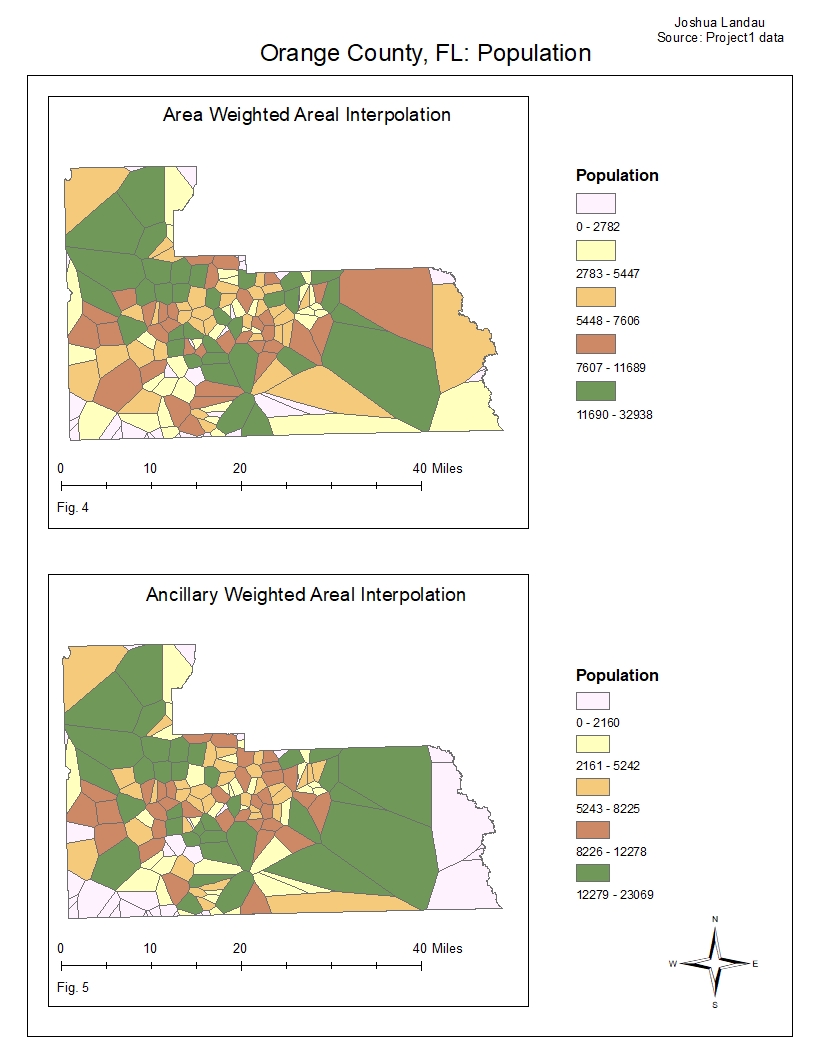 Joshua Landau
Source: Project1 data
Orange County, FL: Population
Area Weighted Areal Interpolation
Population
0 - 2782
2783 - 5447
5448 - 7606
7607 - 11689
11690 - 32938
0 10 20 40 Miles
Fig. 4
Ancillary Weighted Areal Interpolation
Population
0 - 2160
2161 - 5242
5243 - 8225
8226 - 12278
12279 - 23069
0 10 20 40 Miles
Fig. 5
N
W E
S